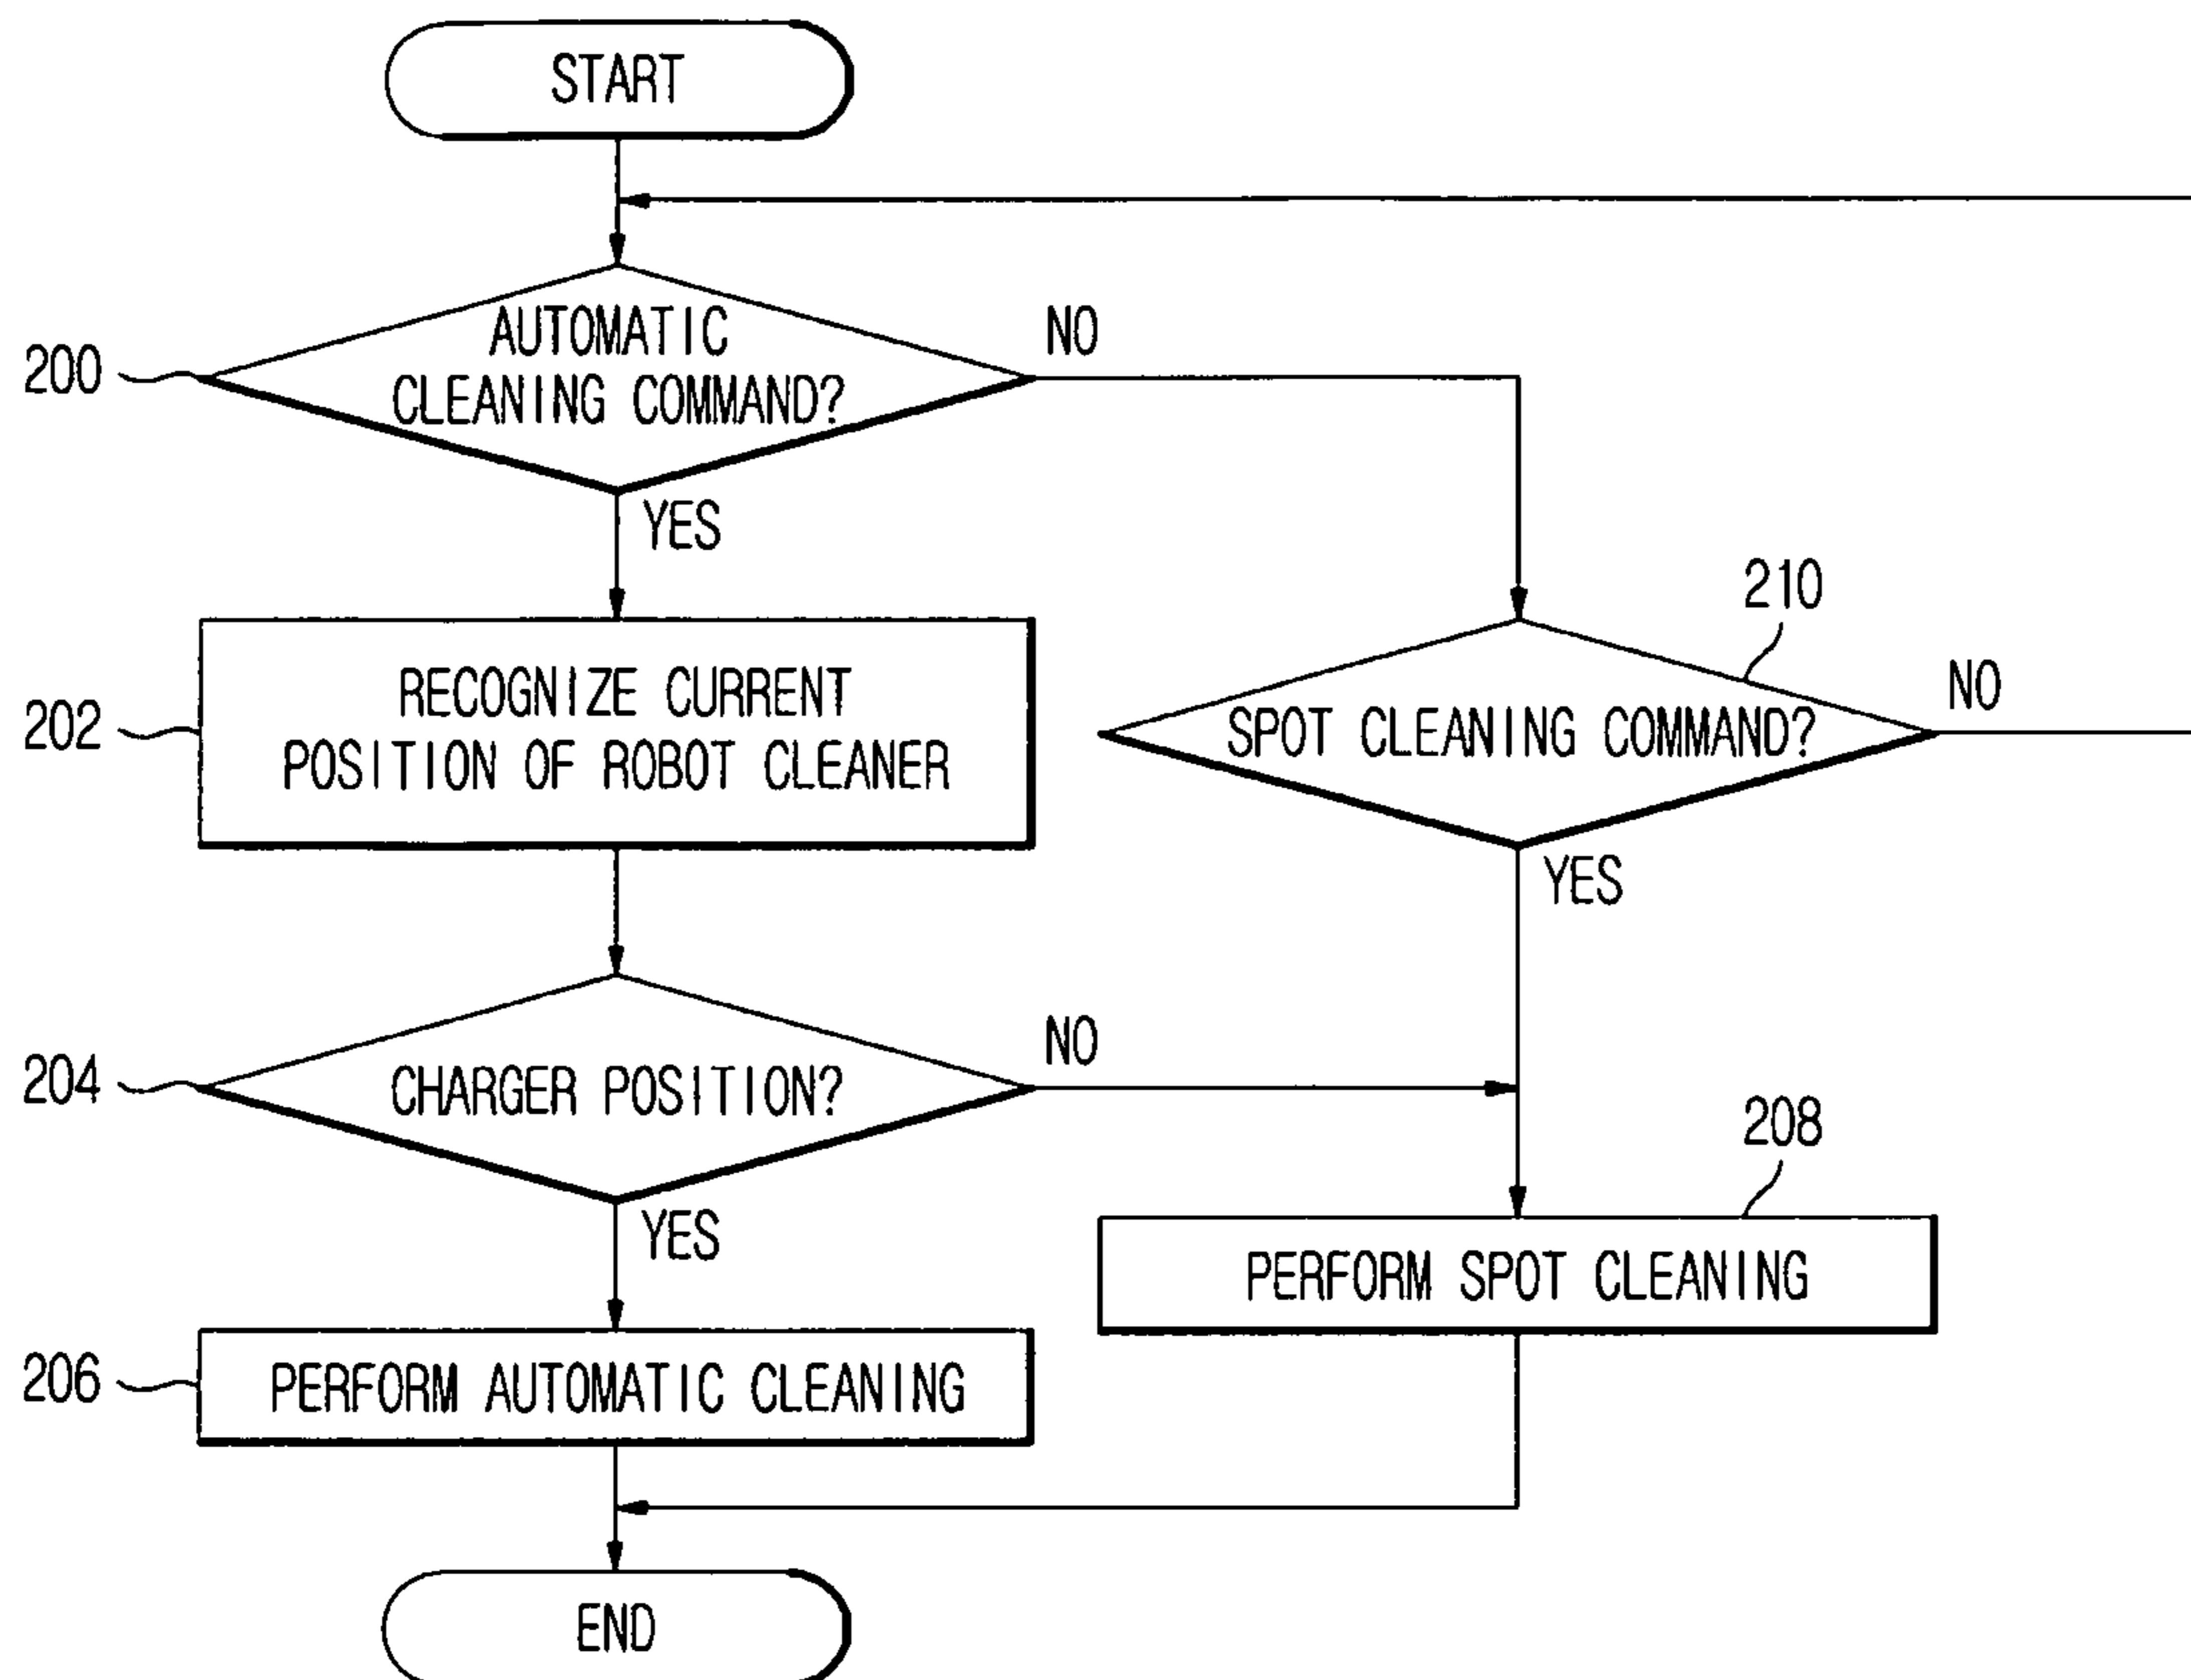 START
AUTOMATIC
CLEANING COMMAND?
200
NO
YES
RECOGNIZE CURRENT
POSITION OF ROBOT CLEANER
202
210
SPOT CLEANING COMMAND?
NO
YES
CHARGER POSITION?
204
NO
YES
208
PERFORM SPOT CLEANING
206
PERFORM AUTOMATIC CLEANING
END